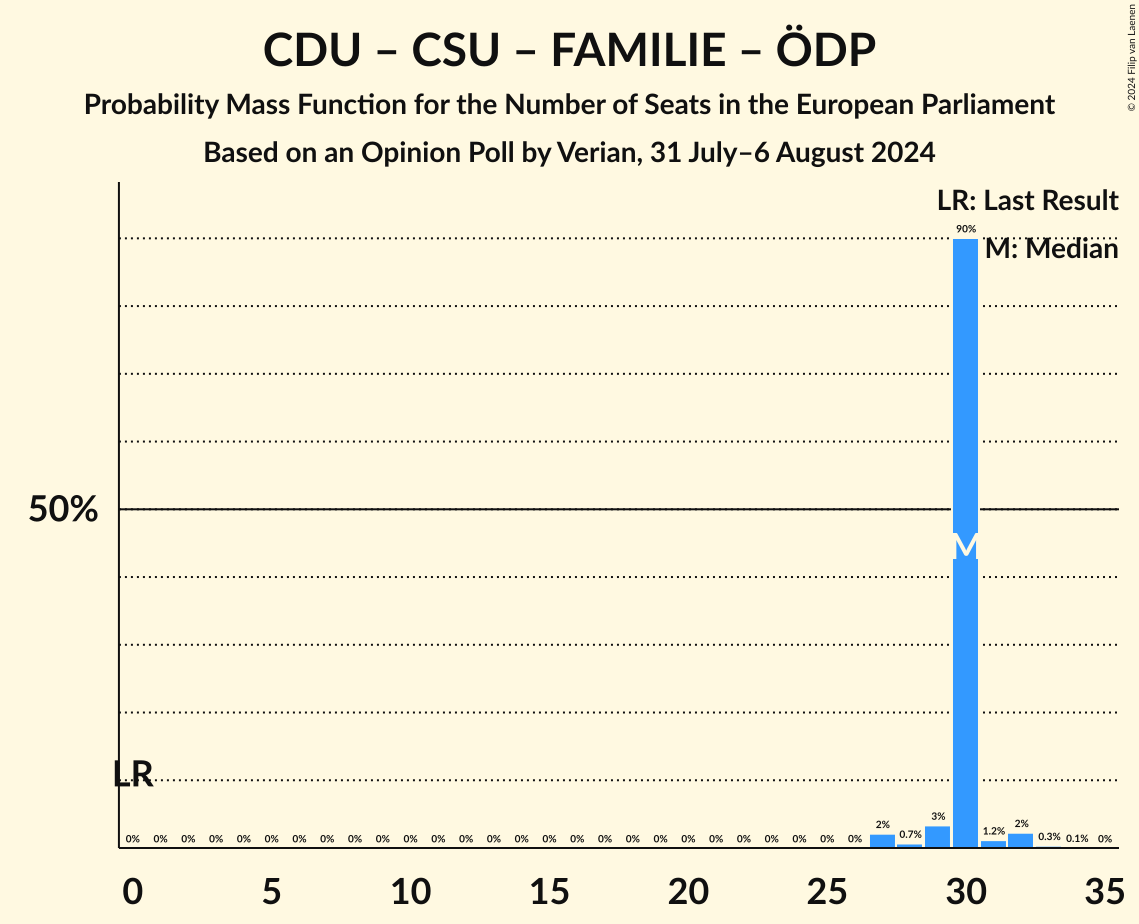 CDU – CSU – FAMILIE – ÖDP
Probability Mass Function for the Number of Seats in the European Parliament
Based on an Opinion Poll by Verian, 31 July–6 August 2024
© 2024 Filip van Laenen
LR: Last Result
M: Median
90%
50%
M
LR
0% 0% 0% 0% 0% 0% 0% 0% 0% 0% 0% 0% 0% 0% 0% 0% 0% 0% 0% 0% 0% 0% 0% 0% 0% 0% 0% 2% 0.7% 3% 1.2% 2% 0.3% 0.1% 0%
0 5 10 15 20 25 30 35